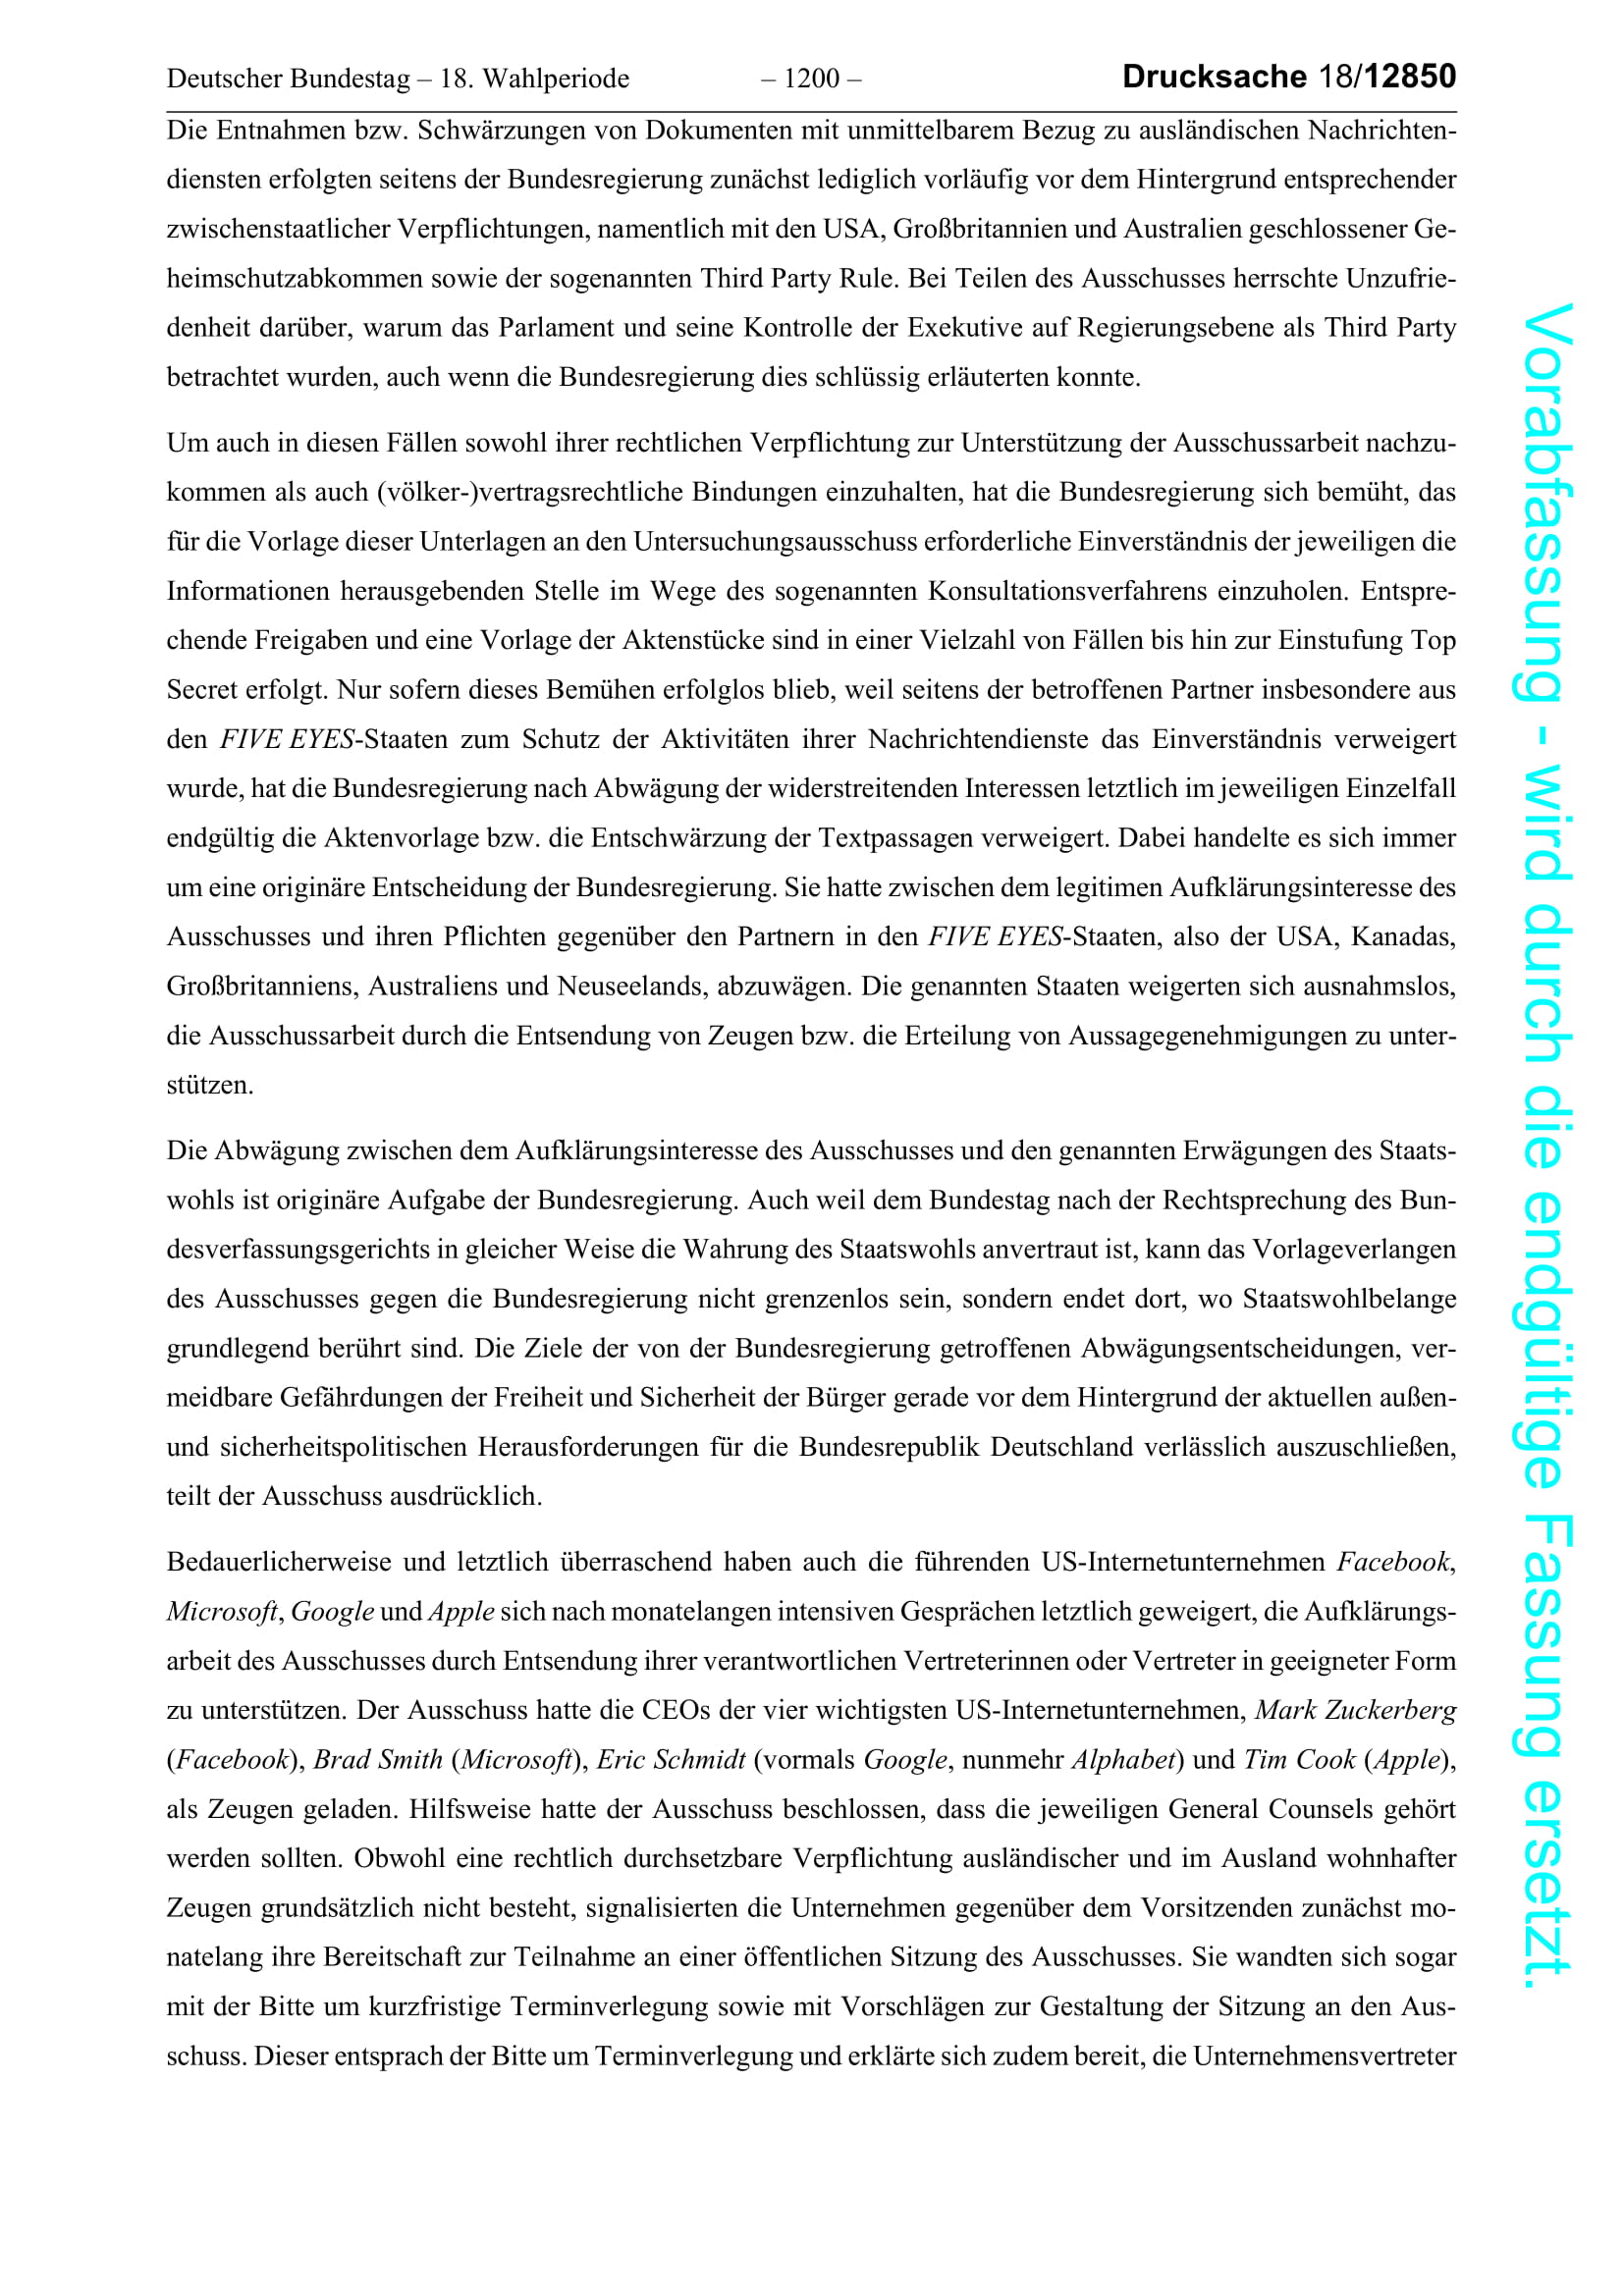 Deutscher Bundestag – 18. Wahlperiode – 1200 – Drucksache 18/12850
Die Entnahmen bzw. Schwärzungen von Dokumenten mit unmittelbarem Bezug zu ausländischen Nachrichten-
diensten erfolgten seitens der Bundesregierung zunächst lediglich vorläufig vor dem Hintergrund entsprechender
zwischenstaatlicher Verpflichtungen, namentlich mit den USA, Großbritannien und Australien geschlossener Ge-
heimschutzabkommen sowie der sogenannten Third Party Rule. Bei Teilen des Ausschusses herrschte Unzufrie-
denheit darüber, warum das Parlament und seine Kontrolle der Exekutive auf Regierungsebene als Third Party
betrachtet wurden, auch wenn die Bundesregierung dies schlüssig erläuterten konnte.
Um auch in diesen Fällen sowohl ihrer rechtlichen Verpflichtung zur Unterstützung der Ausschussarbeit nachzu-
kommen als auch (völker-)vertragsrechtliche Bindungen einzuhalten, hat die Bundesregierung sich bemüht, das
für die Vorlage dieser Unterlagen an den Untersuchungsausschuss erforderliche Einverständnis der jeweiligen die
Informationen herausgebenden Stelle im Wege des sogenannten Konsultationsverfahrens einzuholen. Entspre-
chende Freigaben und eine Vorlage der Aktenstücke sind in einer Vielzahl von Fällen bis hin zur Einstufung Top
Secret erfolgt. Nur sofern dieses Bemühen erfolglos blieb, weil seitens der betroffenen Partner insbesondere aus
den FIVE EYES-Staaten zum Schutz der Aktivitäten ihrer Nachrichtendienste das Einverständnis verweigert
wurde, hat die Bundesregierung nach Abwägung der widerstreitenden Interessen letztlich im jeweiligen Einzelfall
endgültig die Aktenvorlage bzw. die Entschwärzung der Textpassagen verweigert. Dabei handelte es sich immer
um eine originäre Entscheidung der Bundesregierung. Sie hatte zwischen dem legitimen Aufklärungsinteresse des
Ausschusses und ihren Pflichten gegenüber den Partnern in den FIVE EYES-Staaten, also der USA, Kanadas,
Großbritanniens, Australiens und Neuseelands, abzuwägen. Die genannten Staaten weigerten sich ausnahmslos,
die Ausschussarbeit durch die Entsendung von Zeugen bzw. die Erteilung von Aussagegenehmigungen zu unter-
stützen.
Die Abwägung zwischen dem Aufklärungsinteresse des Ausschusses und den genannten Erwägungen des Staats-
wohls ist originäre Aufgabe der Bundesregierung. Auch weil dem Bundestag nach der Rechtsprechung des Bun-
desverfassungsgerichts in gleicher Weise die Wahrung des Staatswohls anvertraut ist, kann das Vorlageverlangen
des Ausschusses gegen die Bundesregierung nicht grenzenlos sein, sondern endet dort, wo Staatswohlbelange
grundlegend berührt sind. Die Ziele der von der Bundesregierung getroffenen Abwägungsentscheidungen, ver-
meidbare Gefährdungen der Freiheit und Sicherheit der Bürger gerade vor dem Hintergrund der aktuellen außen-
und sicherheitspolitischen Herausforderungen für die Bundesrepublik Deutschland verlässlich auszuschließen,
teilt der Ausschuss ausdrücklich.
Bedauerlicherweise und letztlich überraschend haben auch die führenden US-Internetunternehmen Facebook,
Microsoft, Google und Apple sich nach monatelangen intensiven Gesprächen letztlich geweigert, die Aufklärungs-
arbeit des Ausschusses durch Entsendung ihrer verantwortlichen Vertreterinnen oder Vertreter in geeigneter Form
zu unterstützen. Der Ausschuss hatte die CEOs der vier wichtigsten US-Internetunternehmen, Mark Zuckerberg
(Facebook), Brad Smith (Microsoft), Eric Schmidt (vormals Google, nunmehr Alphabet) und Tim Cook (Apple),
als Zeugen geladen. Hilfsweise hatte der Ausschuss beschlossen, dass die jeweiligen General Counsels gehört
werden sollten. Obwohl eine rechtlich durchsetzbare Verpflichtung ausländischer und im Ausland wohnhafter
Zeugen grundsätzlich nicht besteht, signalisierten die Unternehmen gegenüber dem Vorsitzenden zunächst mo-
natelang ihre Bereitschaft zur Teilnahme an einer öffentlichen Sitzung des Ausschusses. Sie wandten sich sogar
mit der Bitte um kurzfristige Terminverlegung sowie mit Vorschlägen zur Gestaltung der Sitzung an den Aus-
schuss. Dieser entsprach der Bitte um Terminverlegung und erklärte sich zudem bereit, die Unternehmensvertreter
Vorabfassung - wird durch die endgültige Fassung ersetzt.